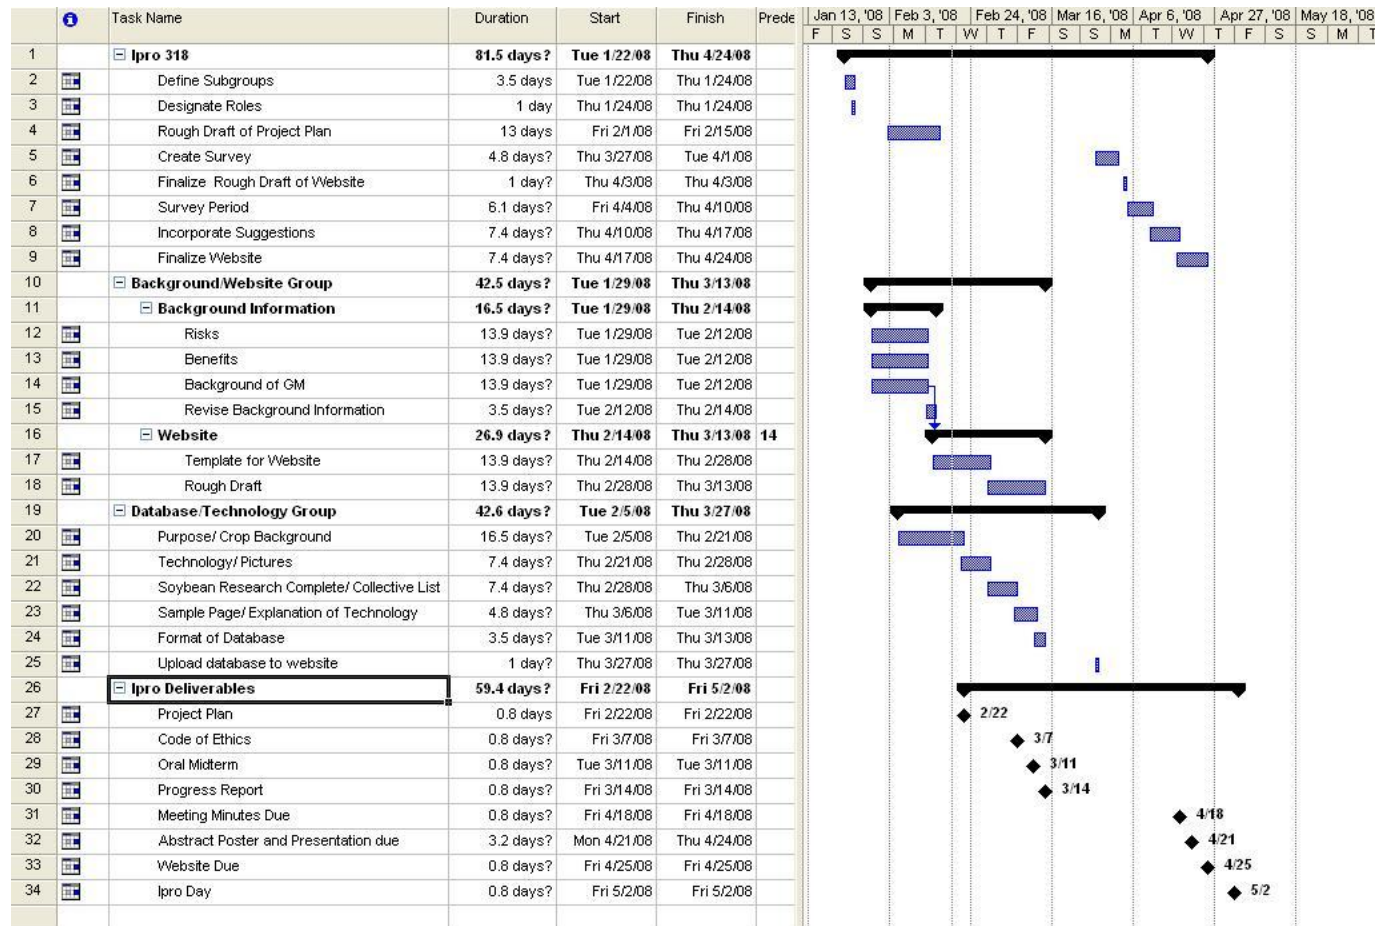 Task Name Duration Start Finish Prede Jan 13, '08 Feb 3, '08 Feb 24, '08 Mar 16, '08 Apr 6, '08 Apr 27, '08 May 18, '08
F S S M T W T F S S M T W T F S S M T
1 Ipro 318 81.5 days? Tue 1/22/08 Thu 4/24/08
2 Define Subgroups 3.5 days Tue 1/22/08 Thu 1/24/08
3 Designate Roles 1 day Thu 1/24/08 Thu 1/24/08
4 Rough Draft of Project Plan 13 days Fri 2/1/08 Fri 2/15/08
5 Create Survey 4.8 days? Thu 3/27/08 Tue 4/1/08
6 Finalize Rough Draft of Website 1 day? Thu 4/3/08 Thu 4/3/08
7 Survey Period 6.1 days? Fri 4/4/08 Thu 4/10/08
8 Incorporate Suggestions 7.4 days? Thu 4/10/08 Thu 4/17/08
9 Finalize Website 7.4 days? Thu 4/17/08 Thu 4/24/08
10 Background/Website Group 42.5 days? Tue 1/29/08 Thu 3/13/08
11 Background Information 16.5 days? Tue 1/29/08 Thu 2/14/08
12 Risks 13.9 days? Tue 1/29/08 Tue 2/12/08
13 Benefits 13.9 days? Tue 1/29/08 Tue 2/12/08
14 Background of GM 13.9 days? Tue 1/29/08 Tue 2/12/08
15 Revise Background Information 3.5 days? Tue 2/12/08 Thu 2/14/08
16 Website 26.9 days? Thu 2/14/08 Thu 3/13/08 14
17 Template for Website 13.9 days? Thu 2/14/08 Thu 2/28/08
18 Rough Draft 13.9 days? Thu 2/28/08 Thu 3/13/08
19 Database/Technology Group 42.6 days? Tue 2/5/08 Thu 3/27/08
20 Purpose/ Crop Background 16.5 days? Tue 2/5/08 Thu 2/21/08
21 Technology/ Pictures 7.4 days? Thu 2/21/08 Thu 2/28/08
22 Soybean Research Complete/ Collective List 7.4 days? Thu 2/28/08 Thu 3/6/08
23 Sample Page/ Explanation of Technology 4.8 days? Thu 3/6/08 Tue 3/11/08
24 Format of Database 3.5 days? Tue 3/11/08 Thu 3/13/08
25 Upload database to website 1 day? Thu 3/27/08 Thu 3/27/08
26 Ipro Deliverables 59.4 days? Fri 2/22/08 Fri 5/2/08
27 Project Plan 0.8 days Fri 2/22/08 Fri 2/22/08 2/22
28 Code of Ethics 0.8 days? Fri 3/7/08 Fri 3/7/08 3/7
29 Oral Midterm 0.8 days? Tue 3/11/08 Tue 3/11/08 3/11
30 Progress Report 0.8 days? Fri 3/14/08 Fri 3/14/08 3/14
31 Meeting Minutes Due 0.8 days? Fri 4/18/08 Fri 4/18/08 4/18
32 Abstract Poster and Presentation due 3.2 days? Mon 4/21/08 Thu 4/24/08 4/21
33 Website Due 0.8 days? Fri 4/25/08 Fri 4/25/08 4/25
34 Ipro Day 0.8 days? Fri 5/2/08 Fri 5/2/08 5/2